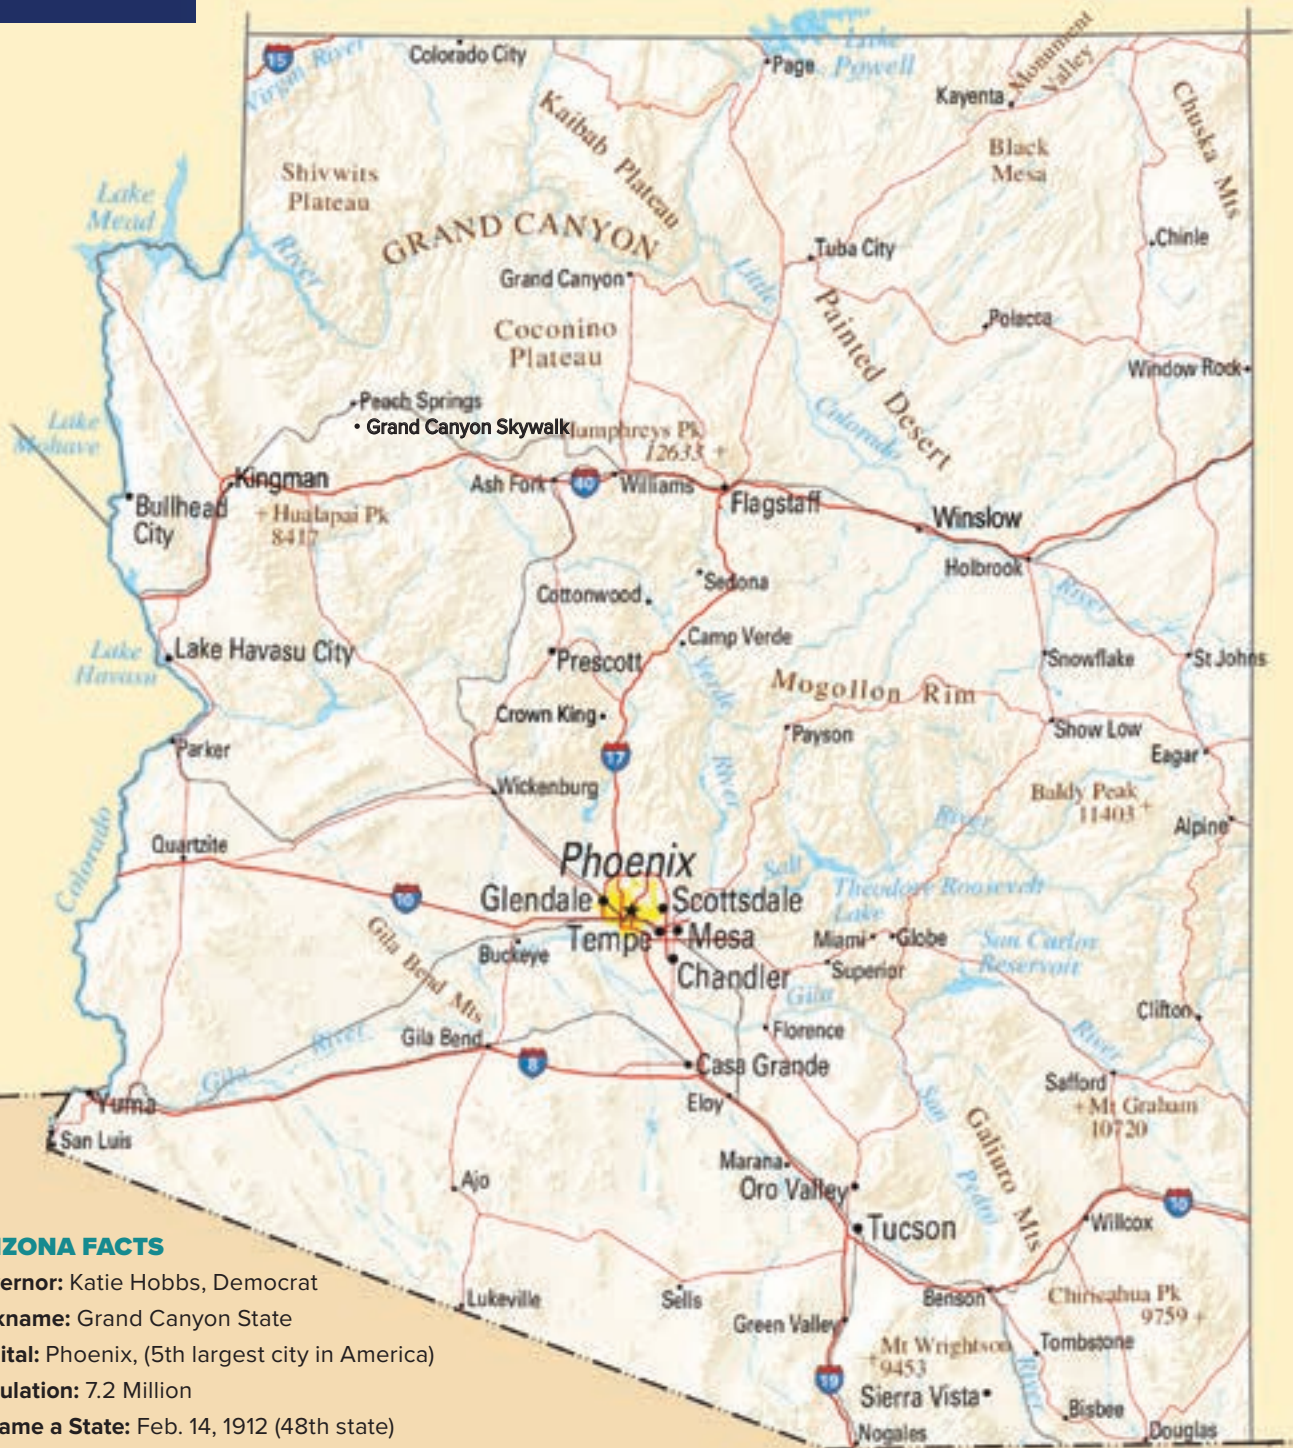 15
Virgin River
Colorado City
Page
Lake
Powell
Monument
Valley
Kayenta
Chuska Mts
Kaibab Plateau
Black
Mesa
Shivwits
Plateau
Lake
Mead
River
GRAND CANYON
Grand Canyon
Tuba City
Chinle
Little
Painted Desert
Coconino
Plateau
Polacca
Window Rock
Peach Springs
Grand Canyon Skywalk
Humphreys Pk
12633 +
Colorado
Lake
Mohave
Kingman
Ash Fork
40
Williams
Flagstaff
Bullhead
City
+ Hualapai Pk
8417
Winslow
Holbrook
Sedona
Cottonwood
River
Camp Verde
Lake
Havasu
Lake Havasu City
Prescott
Verde
River
Snowflake
St Johns
Mogollon Rim
Crown King
17
Payson
Show Low
Eagar
Parker
Wickenburg
Baldy Peak
11403 +
River
Alpine
Colorado
Quartzite
Phoenix
Salt
10
Glendale
Scottsdale
Theodore Roosevelt
Lake
Tempe
Mesa
Miami
Globe
San Carlos
Reservoir
Gila Bend Mts
Buckeye
Chandler
Superior
Gila
Clifton
River
Gila Bend
Florence
River
8
Casa Grande
Gila
Safford
Yuma
Eloy
San
Pedro
+ Mt Graham
10720
San Luis
Galiuro Mts
Marana
Ajo
Oro Valley
10
Tucson
Willcox
Lukeville
Sells
Benson
Chiricahua Pk
9759 +
Green Valley
Mt Wrightson
+ 9453
Tombstone
River
19
Sierra Vista
Bisbee
Nogales
Douglas
IZONA FACTS
ernor: Katie Hobbs, Democrat
kname: Grand Canyon State
ital: Phoenix, (5th largest city in America)
ulation: 7.2 Million
ame a State: Feb. 14, 1912 (48th state)